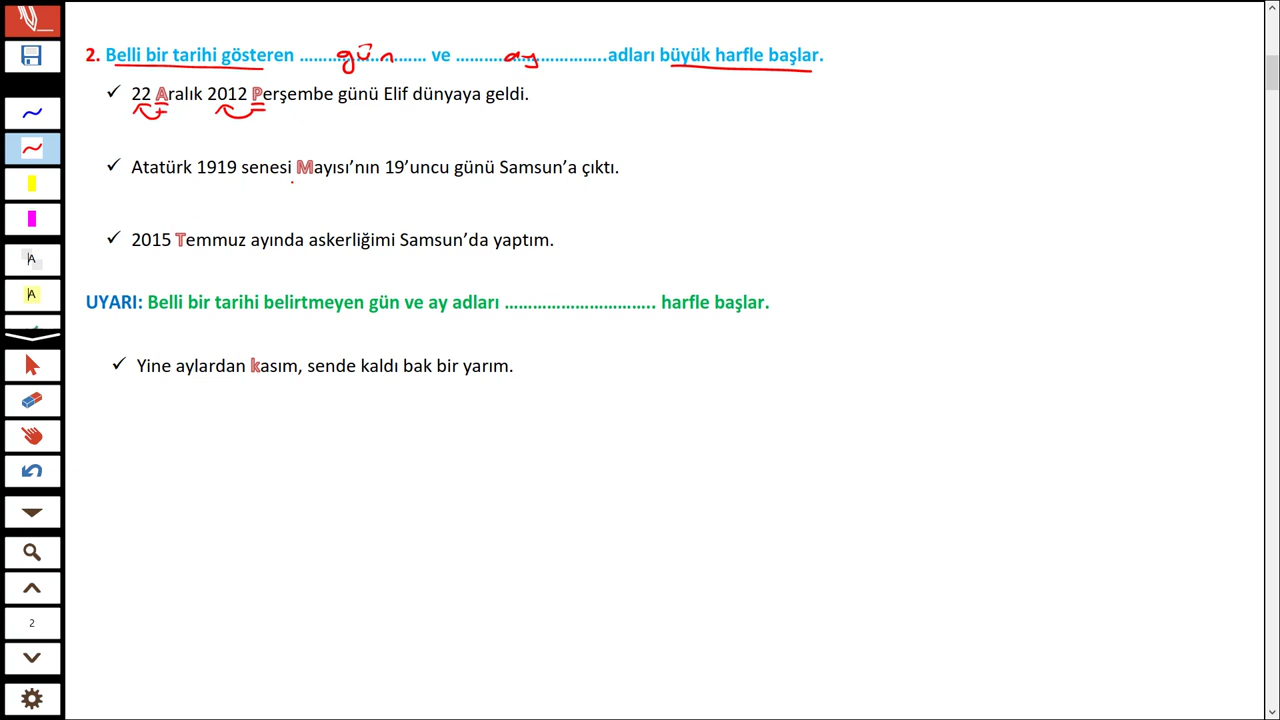 2. Belli bir tarihi gösteren ……gün…… ve ………ay…………..adları büyük harfle başlar.
✓ 22 Aralık 2012 Perşembe günü Elif dünyaya geldi.
✓ Atatürk 1919 senesi Mayısı’nın 19’uncu günü Samsun’a çıktı.
✓ 2015 Temmuz ayında askerliğimi Samsun’da yaptım.
UYARI: Belli bir tarihi belirtmeyen gün ve ay adları ……………………….. harfle başlar.
✓ Yine aylardan kasım, sende kaldı bak bir yarım.
A
A
2